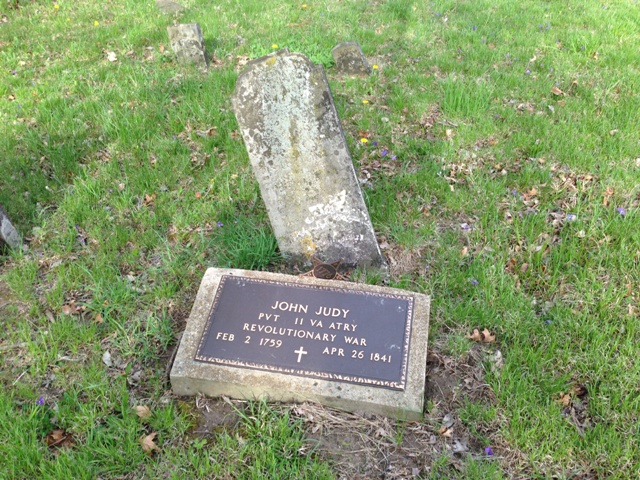 JOHN JUDY
PVT 11 VA ATRY
REVOLUTIONARY WAR
FEB 2 1759 APR 26 1841